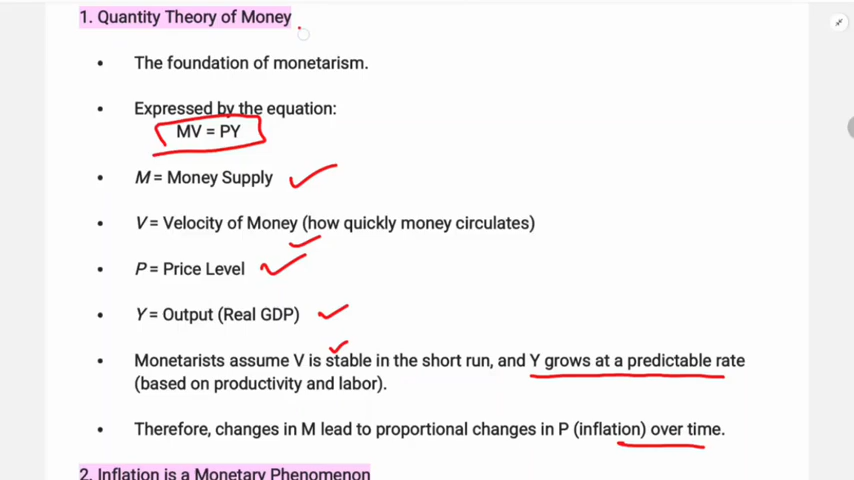 1. Quantity Theory of Money
• The foundation of monetarism.
• Expressed by the equation:
MV = PY
• M = Money Supply
• V = Velocity of Money (how quickly money circulates)
• P = Price Level
• Y = Output (Real GDP)
• Monetarists assume V is stable in the short run, and Y grows at a predictable rate
(based on productivity and labor).
• Therefore, changes in M lead to proportional changes in P (inflation) over time.
2. Inflation is a Monetary Phenomenon